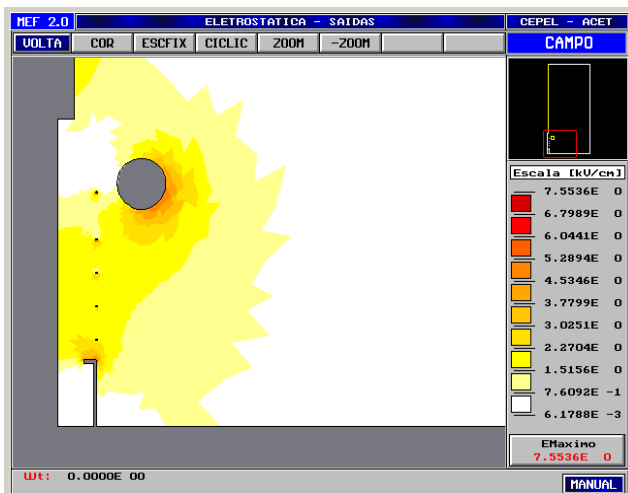 MEF 2.0 ELETROSTATICA - SAIDAS CEPEL - ACET
VOLTA COR ESCFIX CICLIC ZOOM -ZOOM CAMPO
Escala [kV/cm]
7.5536E 0
6.7989E 0
6.0441E 0
5.2894E 0
4.5346E 0
3.7799E 0
3.0251E 0
2.2704E 0
1.5156E 0
7.6092E -1
6.1788E -3
EMaximo
7.5536E 0
Wt: 0.0000E 00
MANUAL